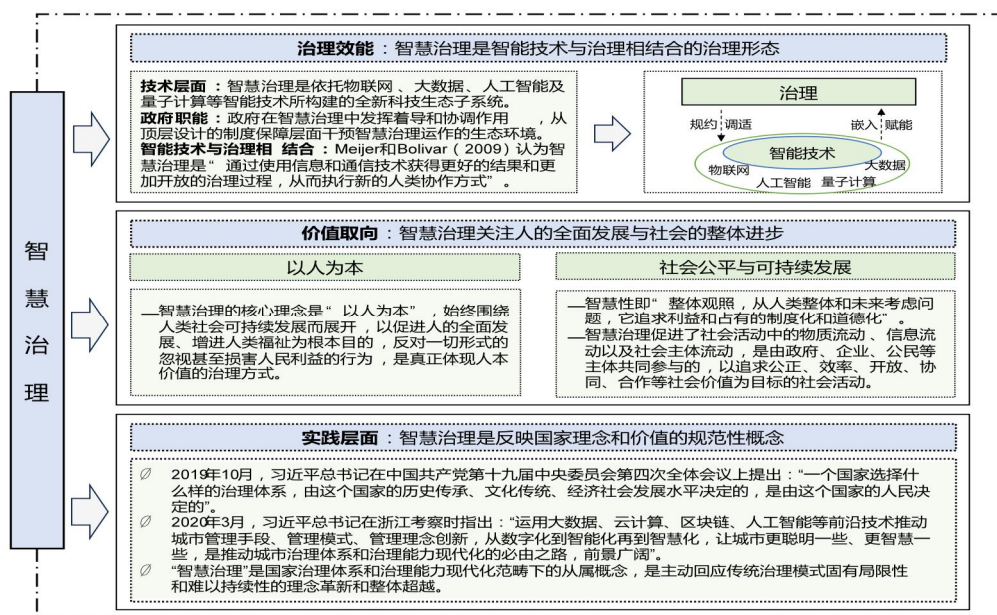 智慧治理
治理效能：智慧治理是智能技术与治理相结合的治理形态
技术层面：智慧治理是依托物联网、大数据、人工智能及
量子计算等智能技术所构建的全新科技生态子系统。
政府职能：政府在智慧治理中发挥着导和协调作用 ，从
顶层设计的制度保障层面干预智慧治理运作的生态环境。
智能技术与治理相 结合：Meijer和Bolivar（2009）认为智
慧治理是“ 通过使用信息和通信技术获得更好的结果和更
加开放的治理过程，从而执行新的人类协作方式” 。
治理
规约 调适
嵌入 赋能
智能技术
物联网
大数据
人工智能
量子计算
价值取向：智慧治理关注人的全面发展与社会的整体进步
以人为本
—智慧治理的核心理念是“ 以人为本” ，始终围绕
人类社会可持续发展而展开，以促进人的全面发
展、增进人类福祉为根本目的，反对一切形式的
忽视甚至损害人民利益的行为，是真正体现人本
价值的治理方式。
社会公平与可持续发展
—智慧性即“ 整体观照，从人类整体和未来考虑问
题，它追求利益和占有的制度化和道德化” 。
—智慧治理促进了社会活动中的物质流动、信息流
动以及社会主体流动，是由政府、企业、公民等
主体共同参与的，以追求公正、效率、开放、协
同、合作等社会价值为目标的社会活动。
实践层面：智慧治理是反映国家理念和价值的规范性概念
∅ 2019年10月，习近平总书记在中国共产党第十九届中央委员会第四次全体会议上提出：“一个国家选择什
么样的治理体系，由这个国家的历史传承、文化传统、经济社会发展水平决定的，是由这个国家的人民决
定的”。
∅ 2020年3月，习近平总书记在浙江考察时指出：“运用大数据、云计算、区块链、人工智能等前沿技术推动
城市管理手段、管理模式、管理理念创新，从数字化到智能化再到智慧化，让城市更聪明一些、更智慧一
些，是推动城市治理体系和治理能力现代化的必由之路，前景广阔”。
∅ “智慧治理”是国家治理体系和治理能力现代化范畴下的从属概念，是主动回应传统治理模式固有局限性
和难以持续性的理念革新和整体超越。